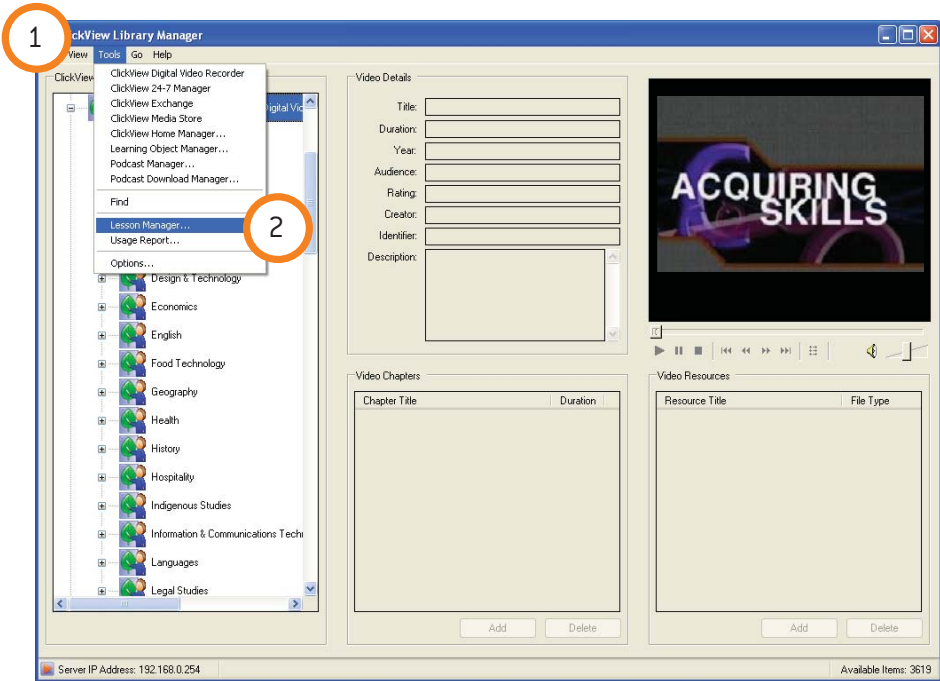 1
ckView Library Manager
View Tools Go Help
ClickView
ClickView Digital Video Recorder
ClickView 24-7 Manager
ClickView Exchange
ClickView Media Store
ClickView Home Manager...
Learning Object Manager...
Podcast Manager...
Podcast Download Manager...
Find
Lesson Manager...
2
Usage Report...
Options...
Digital Vid
Design & Technology
Economics
English
Food Technology
Geography
Health
History
Hospitality
Indigenous Studies
Information & Communications Techn
Languages
Legal Studies
Video Details
Title:
Duration:
Year:
Audience:
Rating:
Creator:
Identifier:
Description:
ACQUIRING
SKILLS
Video Chapters
Chapter Title Duration
Add Delete
Video Resources
Resource Title File Type
Add Delete
Server IP Address: 192.168.0.254
Available Items: 3619